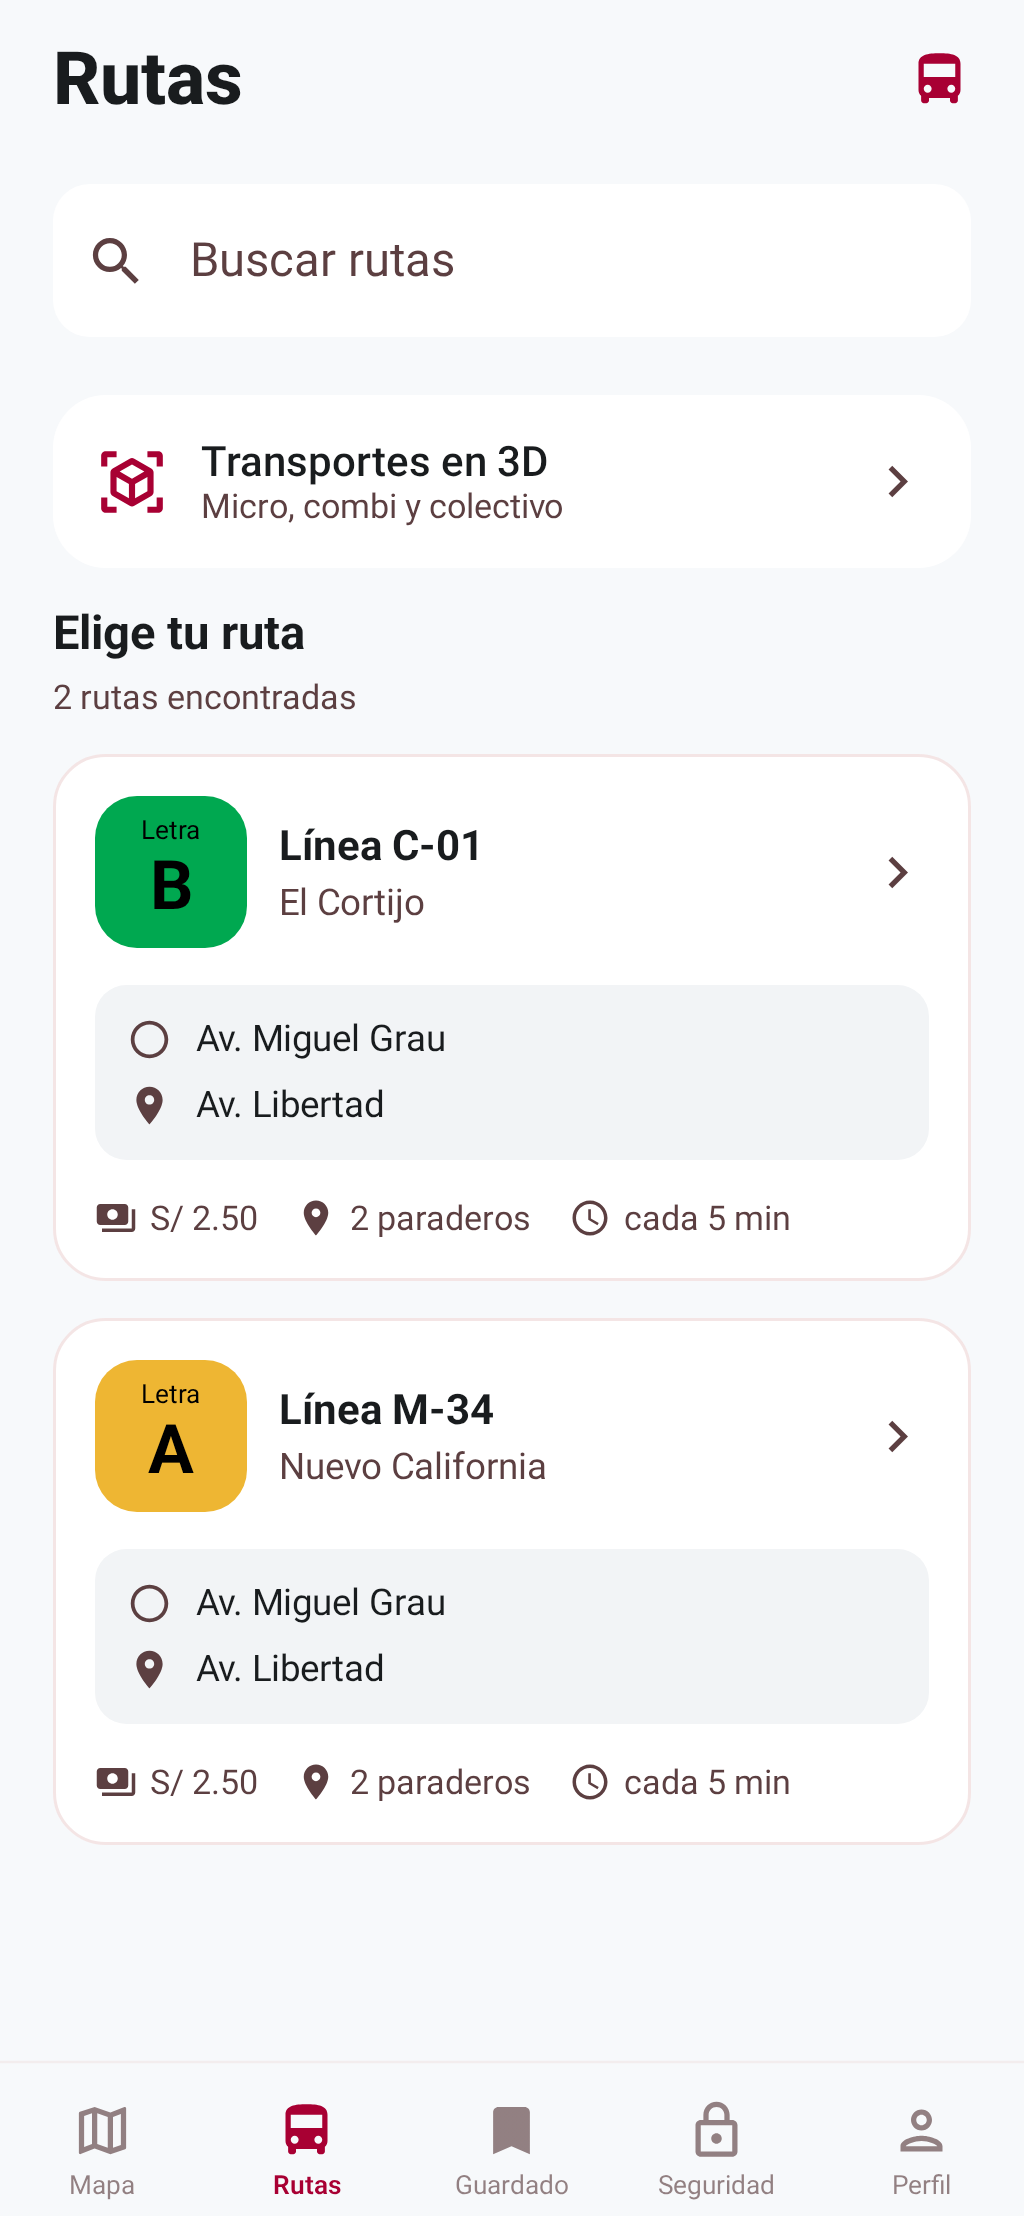 Rutas
Buscar rutas
Transportes en 3D
Micro, combi y colectivo
Elige tu ruta
2 rutas encontradas
Letra
B
Línea C-01
El Cortijo
Av. Miguel Grau
Av. Libertad
S/ 2.50 2 paraderos cada 5 min
Letra
A
Línea M-34
Nuevo California
Av. Miguel Grau
Av. Libertad
S/ 2.50 2 paraderos cada 5 min
Mapa Rutas Guardado Seguridad Perfil